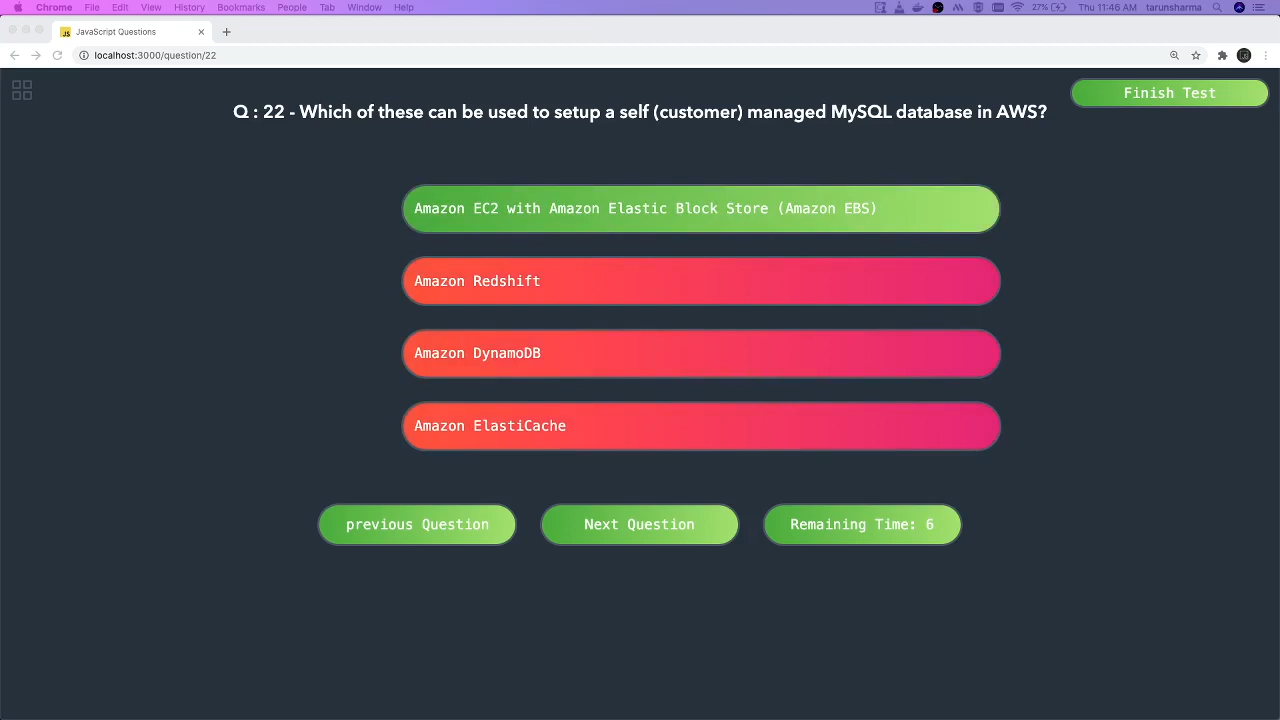 Chrome File Edit View History Bookmarks People Tab Window Help 27% Thu 11:46 AM tarunsharma
JS JavaScript Questions
localhost:3000/question/22
Finish Test
Q : 22 - Which of these can be used to setup a self (customer) managed MySQL database in AWS?
Amazon EC2 with Amazon Elastic Block Store (Amazon EBS)
Amazon Redshift
Amazon DynamoDB
Amazon ElastiCache
previous Question Next Question Remaining Time: 6